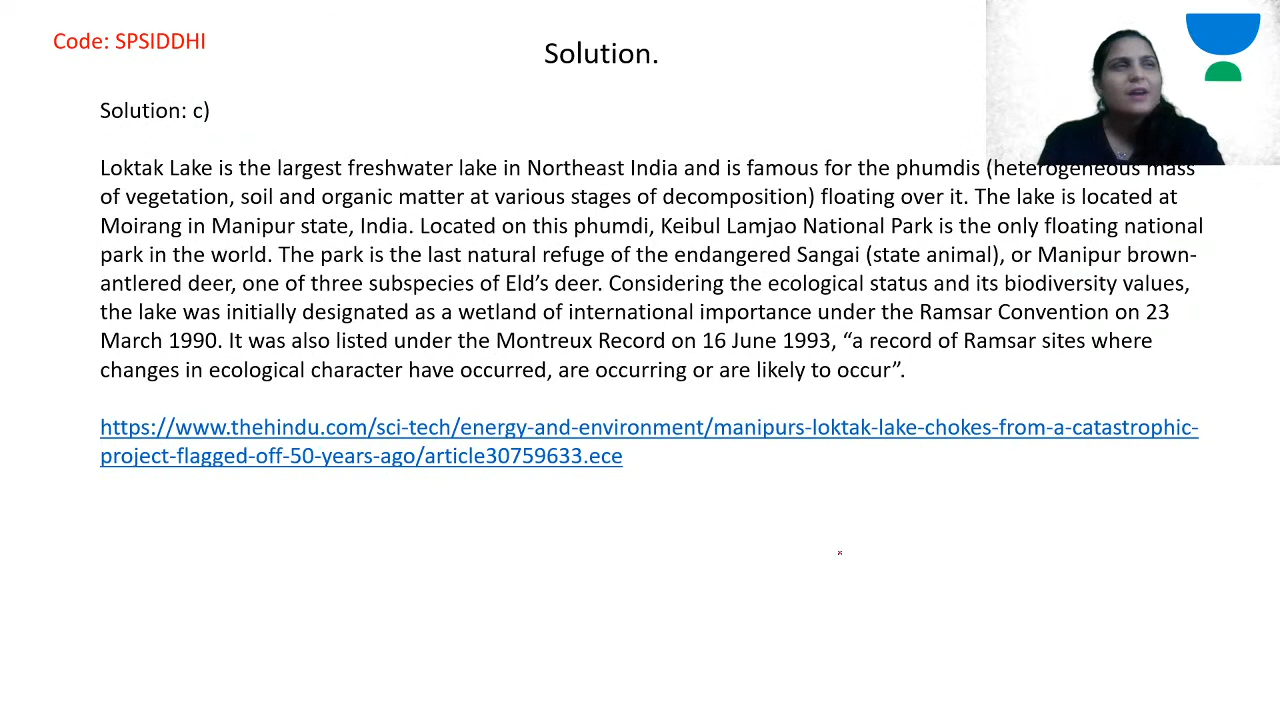 Code: SPSIDDHI
Solution.
Solution: c)
Loktak Lake is the largest freshwater lake in Northeast India and is famous for the phumdis (heterogeneous mass
of vegetation, soil and organic matter at various stages of decomposition) floating over it. The lake is located at
Moirang in Manipur state, India. Located on this phumdi, Keibul Lamjao National Park is the only floating national
park in the world. The park is the last natural refuge of the endangered Sangai (state animal), or Manipur brown-
antlered deer, one of three subspecies of Eld’s deer. Considering the ecological status and its biodiversity values,
the lake was initially designated as a wetland of international importance under the Ramsar Convention on 23
March 1990. It was also listed under the Montreux Record on 16 June 1993, “a record of Ramsar sites where
changes in ecological character have occurred, are occurring or are likely to occur”.
https://www.thehindu.com/sci-tech/energy-and-environment/manipurs-loktak-lake-chokes-from-a-catastrophic-
project-flagged-off-50-years-ago/article30759633.ece